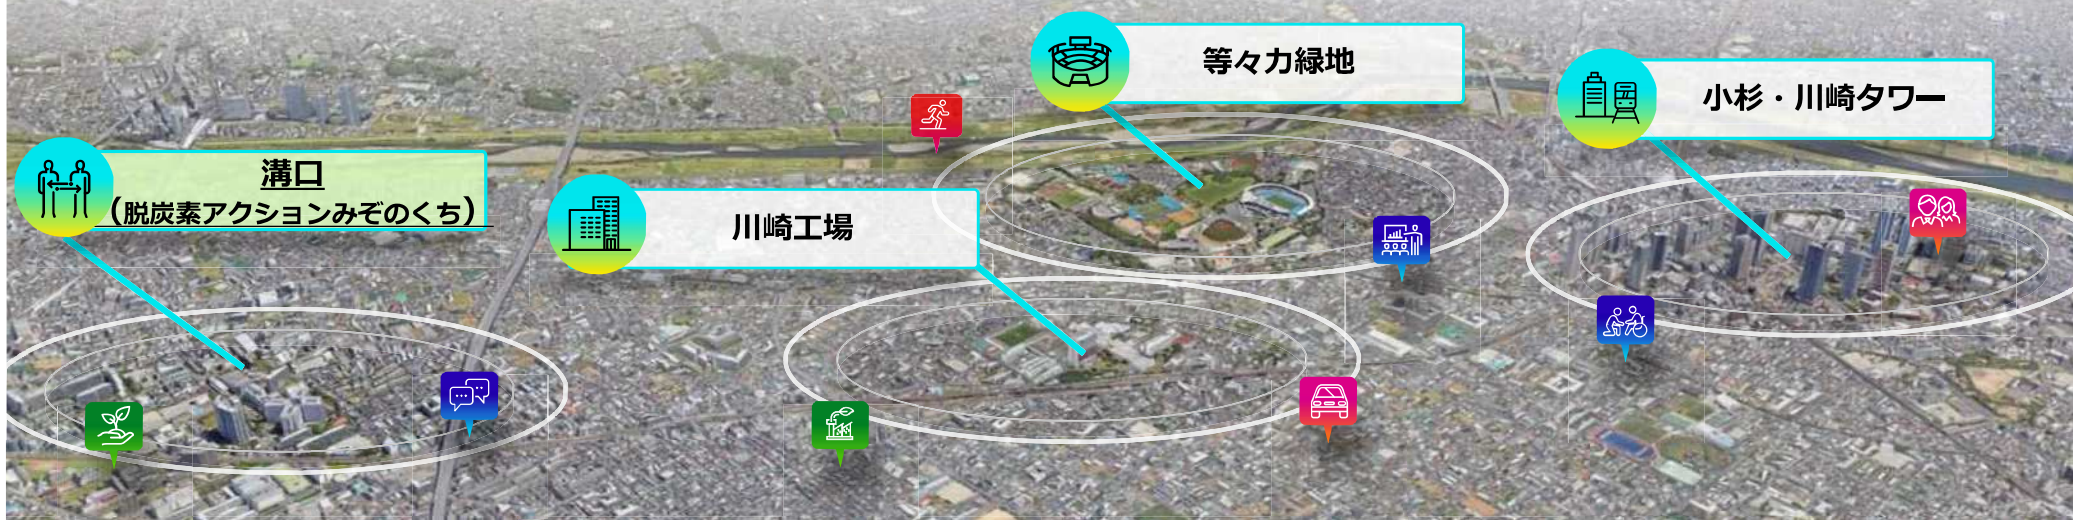 等々力緑地
小杉・川崎タワー
溝口
(脱炭素アクションみぞのくち)
川崎工場